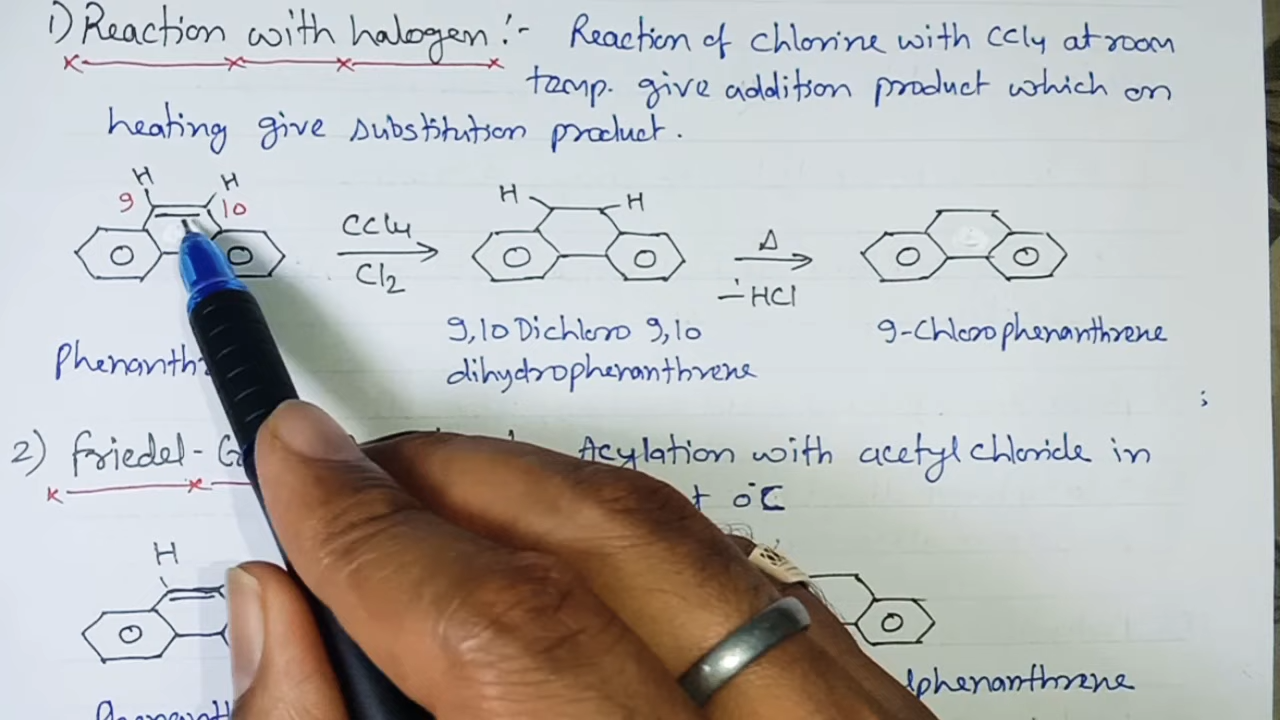 1) Reaction with halogen :- Reaction of chlorine with CCl4 at room
temp. give addition product which on
heating give substitution product.
H H
9 10
CCl4
Cl2
H H
Δ
-HCl
9,10 Dichloro 9,10
dihydrophenanthrene
9-Chlorophenanthrene
2) Friedel- Acylation with acetyl chloride in
0°C
H